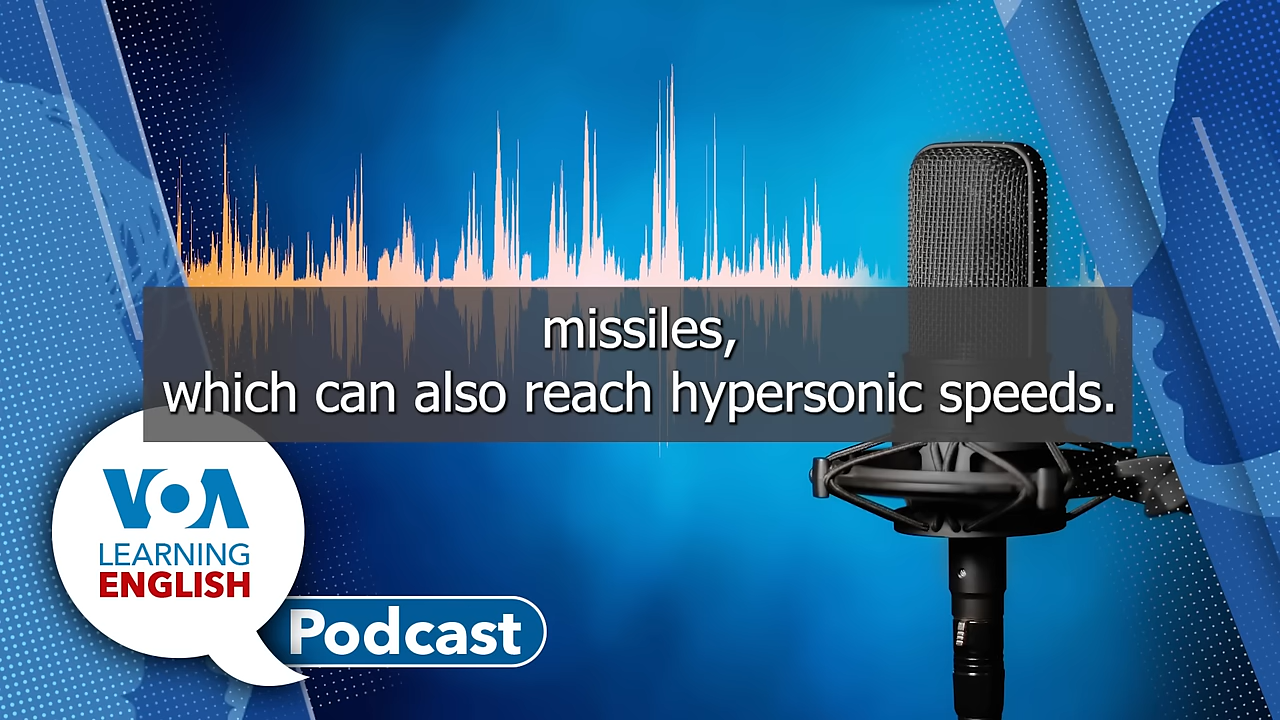 missiles,
which can also reach hypersonic speeds.
VOA
LEARNING
ENGLISH
Podcast